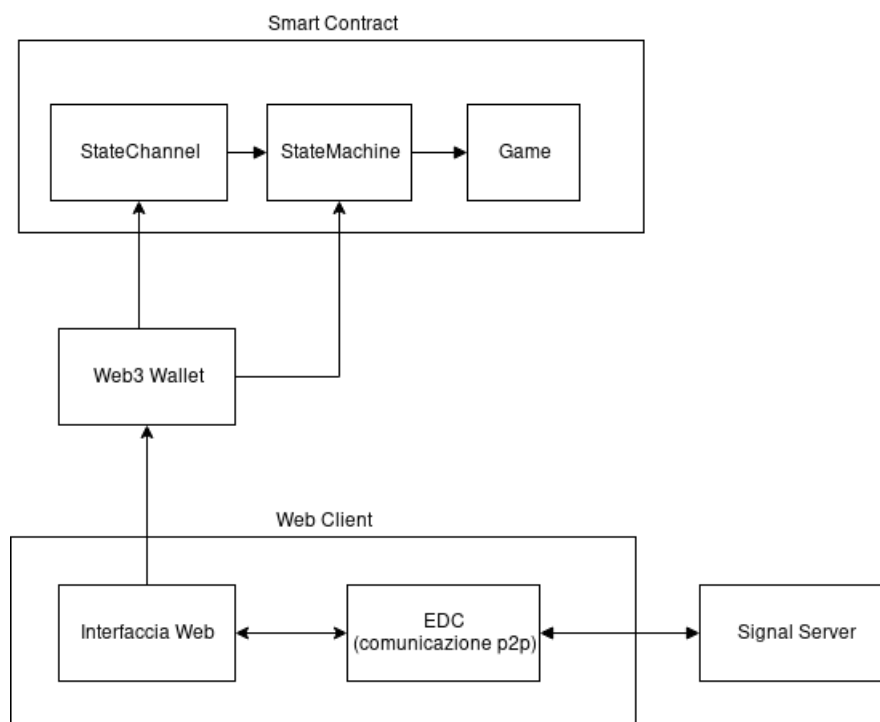 Smart Contract
StateChannel
StateMachine
Game
Web3 Wallet
Web Client
Interfaccia Web
EDC
(comunicazione p2p)
Signal Server